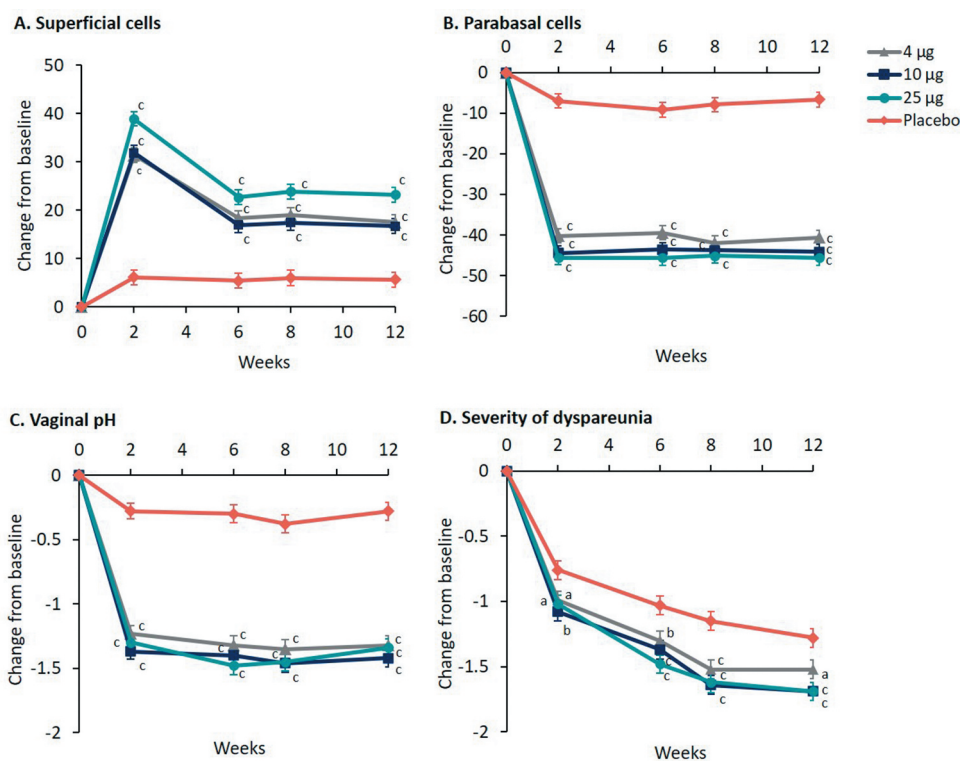 A. Superficial cells
Change from baseline
50
40
30
20
10
0
0 2 4 6 8 10 12
Weeks
c
c
c
c
c
c
c
c
c
c
c
c
B. Parabasal cells
0 2 4 6 8 10 12
Change from baseline
0
-10
-20
-30
-40
-50
-60
c
c
c
c
c
c
c
c
c
c
c
c
Weeks
4 µg
10 µg
25 µg
Placebo
C. Vaginal pH
0 2 4 6 8 10 12
Change from baseline
0
-0.5
-1
-1.5
-2
c
c
c
c
c
c
c
c
c
c
c
c
Weeks
D. Severity of dyspareunia
0 2 4 6 8 10 12
Change from baseline
0
-0.5
-1
-1.5
-2
a
a
b
b
c
c
c
c
c
a
c
c
Weeks